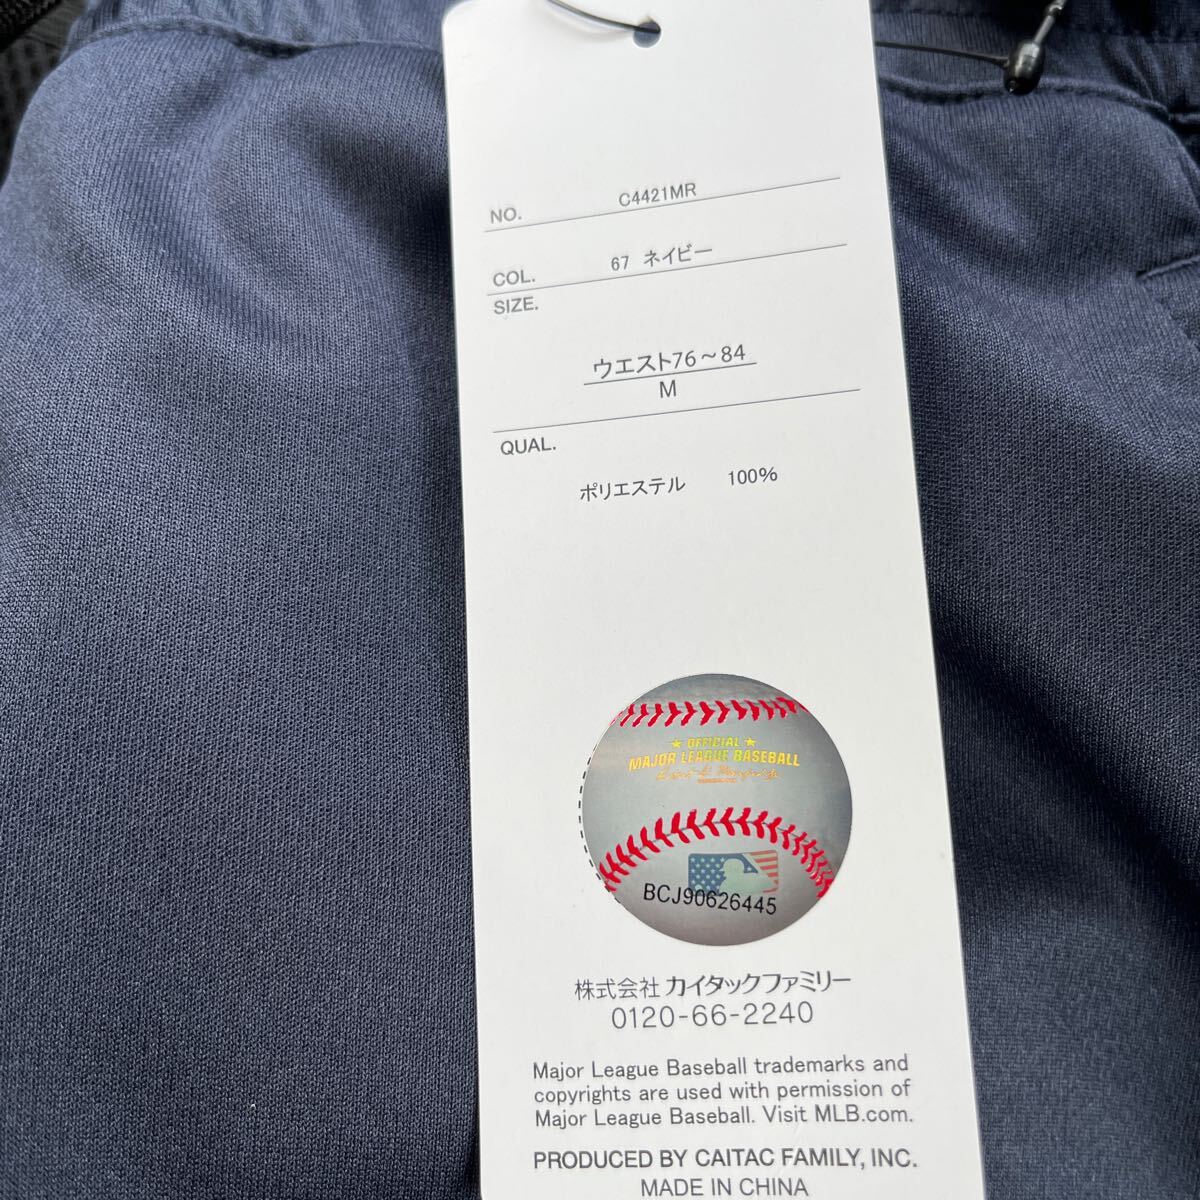 NO. C4421MR
COL. 67 ネイビー
SIZE.
ウエスト76～84
M
QUAL.
ポリエステル 100%
★ OFFICIAL ★
MAJOR LEAGUE BASEBALL
BCJ90626445
株式会社 カイタックファミリー
0120-66-2240
Major League Baseball trademarks and
copyrights are used with permission of
Major League Baseball. Visit MLB.com.
PRODUCED BY CAITAC FAMILY, INC.
MADE IN CHINA